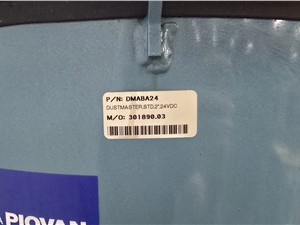 P/N: DMABA24
DUSTMASTER,STD,2",24VDC
M/O: 301890.03
PIOVAN